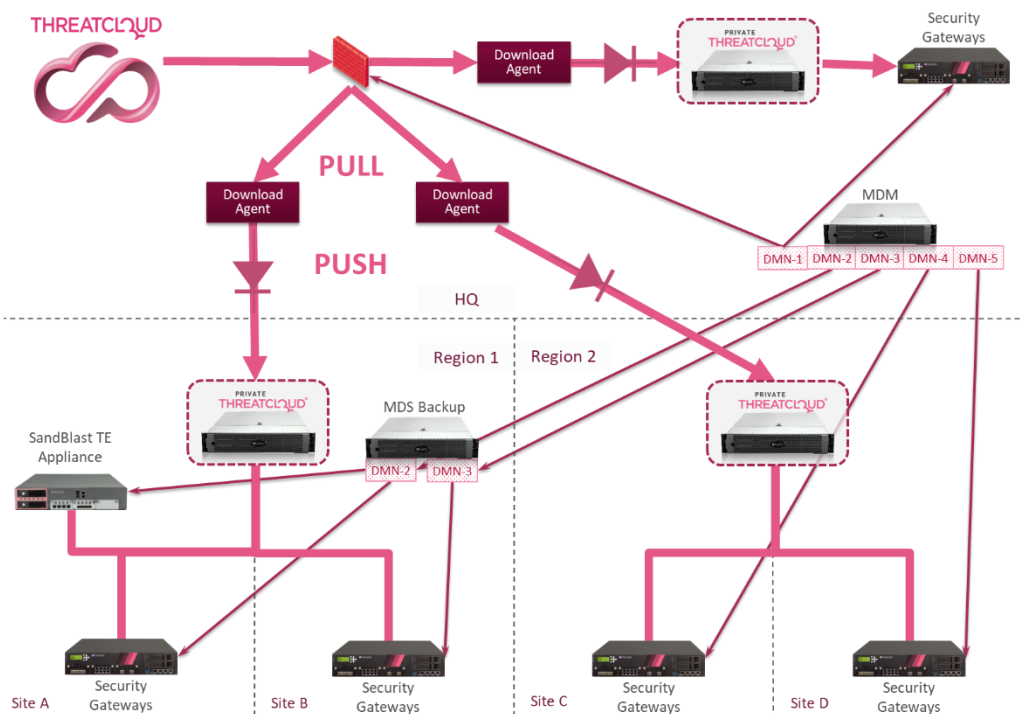 THREATCLOUD
Download
Agent
PRIVATE
THREATCLOUD
Security
Gateways
PULL
Download
Agent
Download
Agent
MDM
DMN-1
DMN-2
DMN-3
DMN-4
DMN-5
PUSH
HQ
Region 1
Region 2
PRIVATE
THREATCLOUD
MDS Backup
DMN-2
DMN-3
PRIVATE
THREATCLOUD
SandBlast TE
Appliance
Security
Gateways
Site A
Security
Gateways
Site B
Security
Gateways
Site C
Security
Gateways
Site D